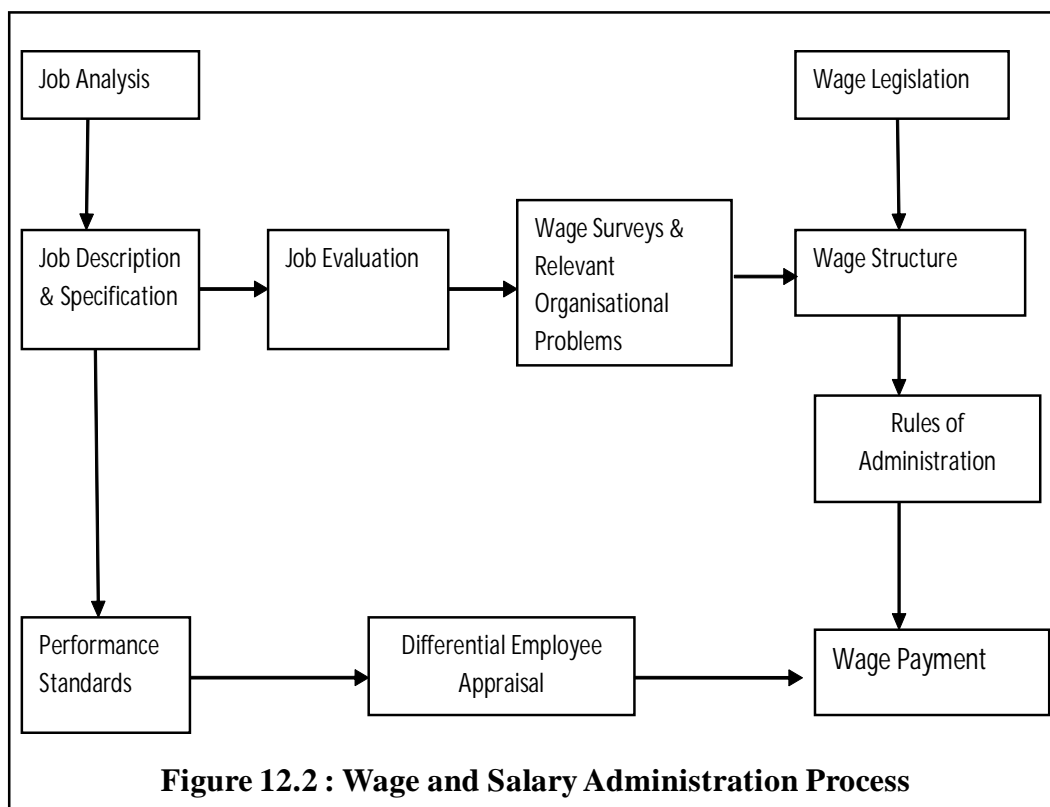 Job Analysis
Wage Legislation
Job Description
& Specification
Job Evaluation
Wage Surveys &
Relevant
Organisational
Problems
Wage Structure
Rules of
Administration
Performance
Standards
Differential Employee
Appraisal
Wage Payment
Figure 12.2 : Wage and Salary Administration Process